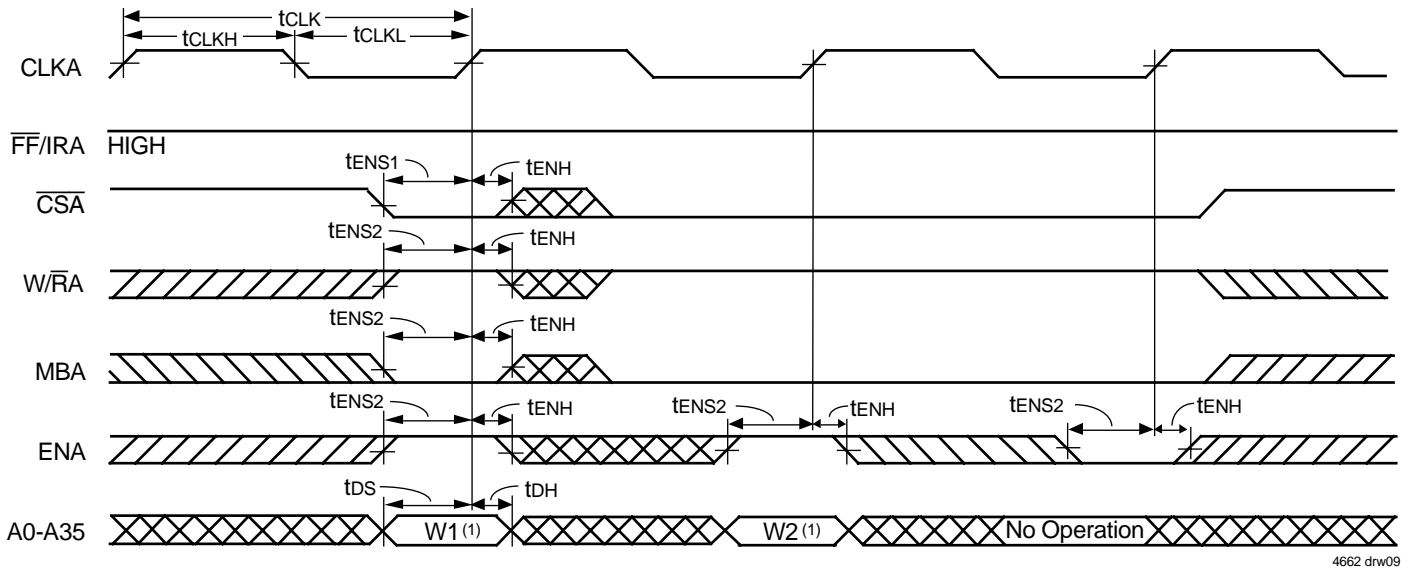 tCLK
tCLKH
tCLKL
CLKA
FF/IRA HIGH
tENS1
tENH
CSA
tENS2
tENH
W/RA
tENS2
tENH
MBA
tENS2
tENH
tENS2
tENH
tENS2
tENH
ENA
tDS
tDH
A0-A35
W1 (1)
W2 (1)
No Operation
4662 drw09